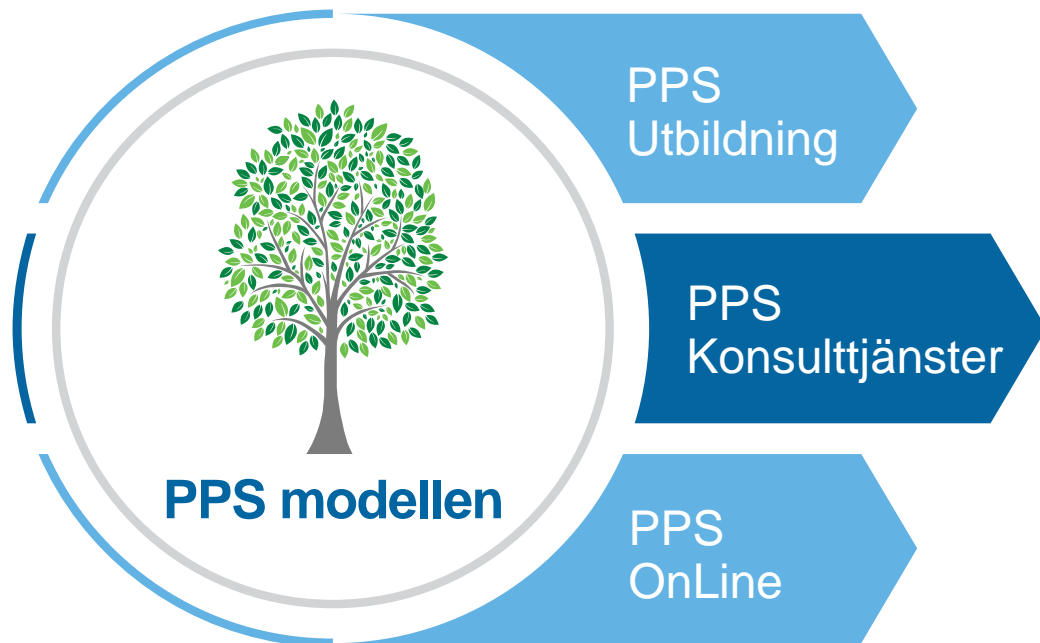 PPS
Utbildning
PPS
Konsulttjänster
PPS modellen
PPS
OnLine